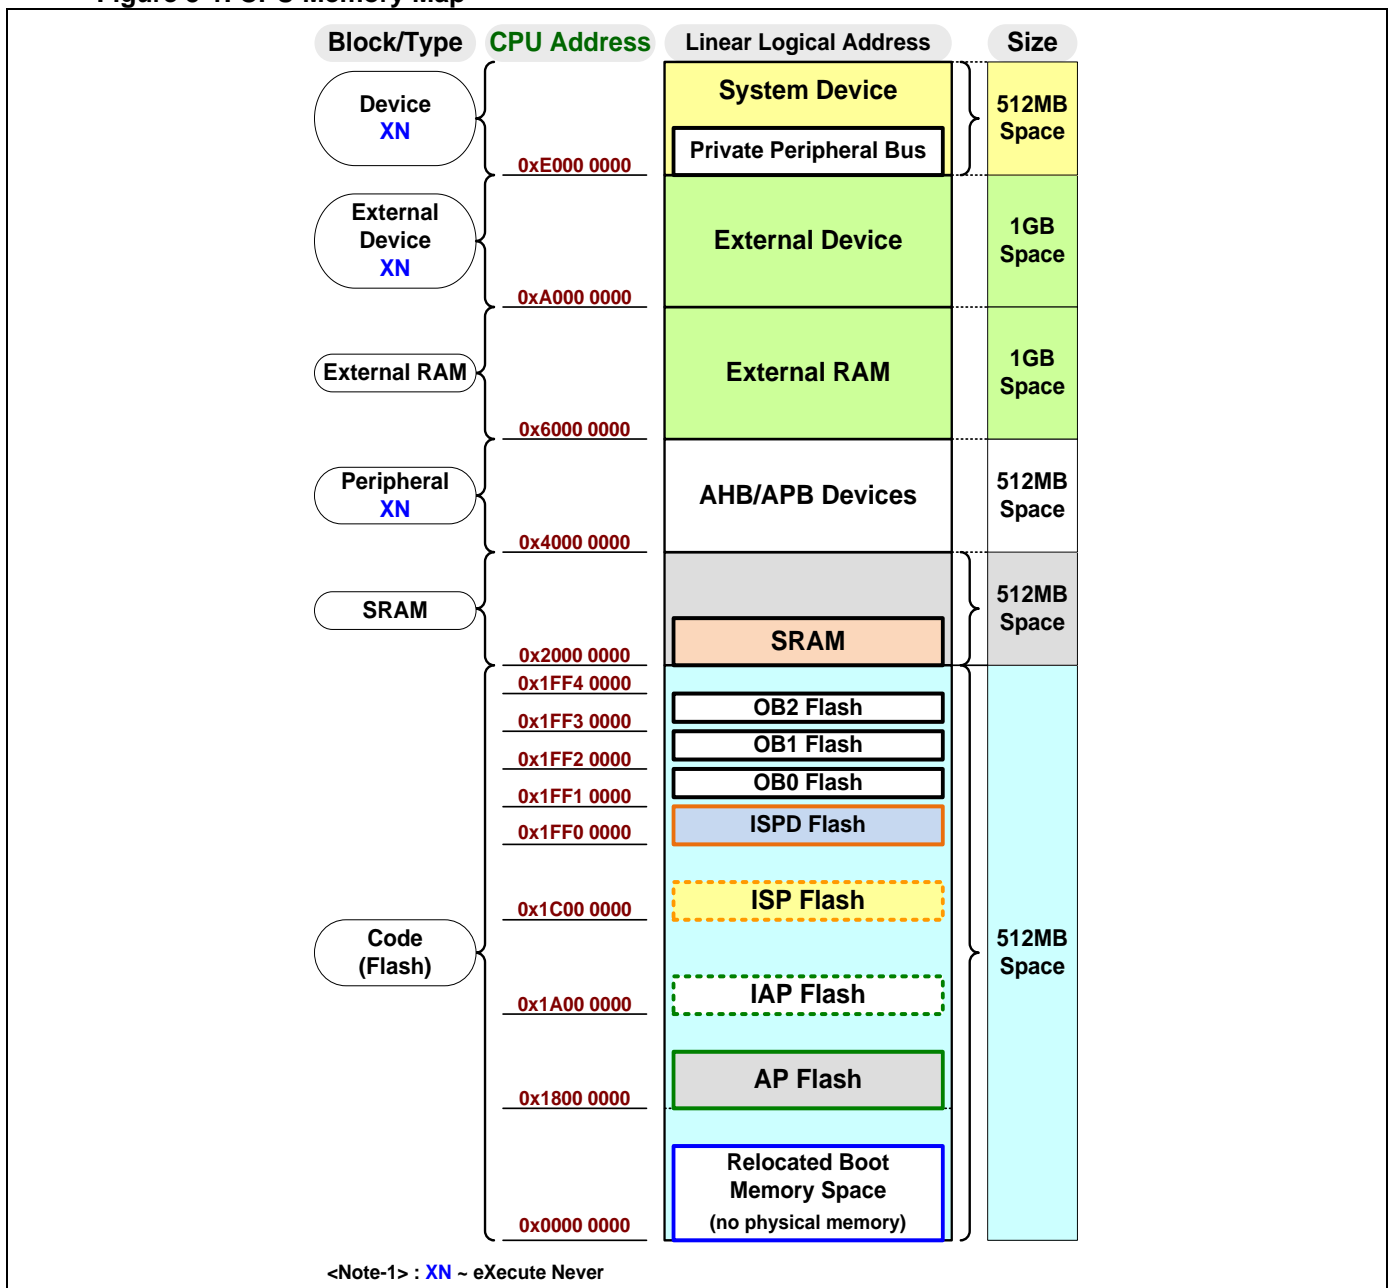 Block/Type CPU Address Linear Logical Address Size
System Device
Device
XN
512MB
Space
Private Peripheral Bus
0xE000 0000
External
Device
XN
External Device
1GB
Space
0xA000 0000
External RAM
External RAM
1GB
Space
0x6000 0000
Peripheral
XN
AHB/APB Devices
512MB
Space
0x4000 0000
SRAM
512MB
Space
SRAM
0x2000 0000
0x1FF4 0000
OB2 Flash
0x1FF3 0000
OB1 Flash
0x1FF2 0000
OB0 Flash
0x1FF1 0000
ISPD Flash
0x1FF0 0000
ISP Flash
0x1C00 0000
Code
(Flash)
512MB
Space
IAP Flash
0x1A00 0000
AP Flash
0x1800 0000
Relocated Boot
Memory Space
(no physical memory)
0x0000 0000
<Note-1> : XN ~ eXecute Never